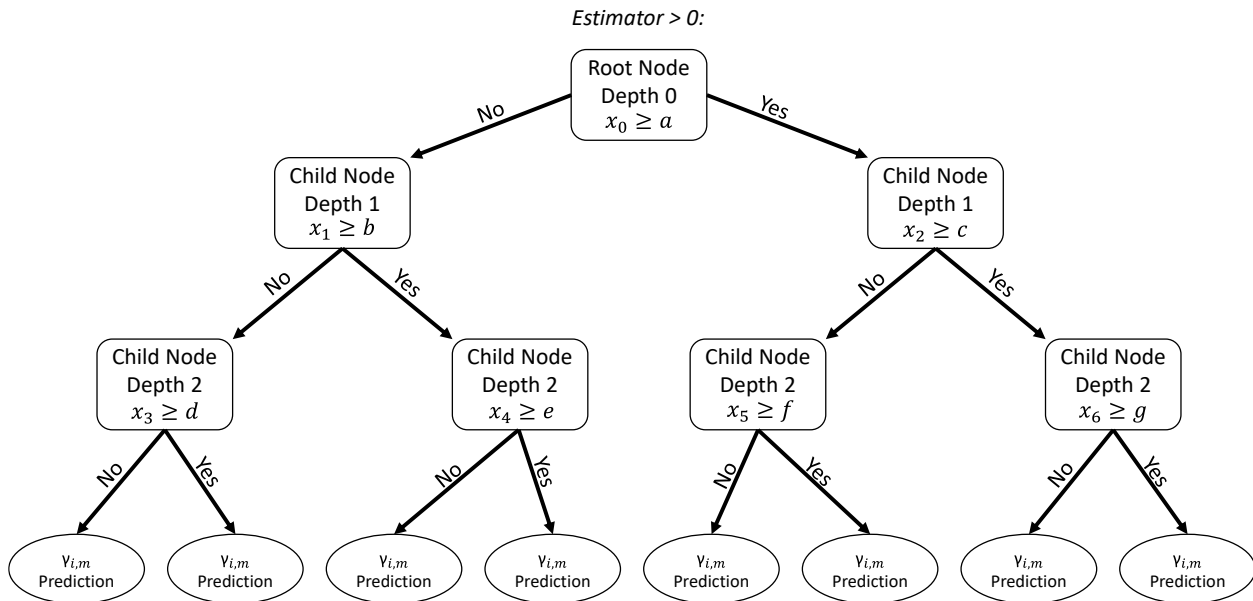 Estimator > 0:
Root Node
Depth 0
x₀ ≥ a
No
Yes
Child Node
Depth 1
x₁ ≥ b
Child Node
Depth 1
x₂ ≥ c
No
Yes
No
Yes
Child Node
Depth 2
x₃ ≥ d
Child Node
Depth 2
x₄ ≥ e
Child Node
Depth 2
x₅ ≥ f
Child Node
Depth 2
x₆ ≥ g
No
Yes
No
Yes
No
Yes
No
Yes
γᵢ,ₘ
Prediction
γᵢ,ₘ
Prediction
γᵢ,ₘ
Prediction
γᵢ,ₘ
Prediction
γᵢ,ₘ
Prediction
γᵢ,ₘ
Prediction
γᵢ,ₘ
Prediction
γᵢ,ₘ
Prediction